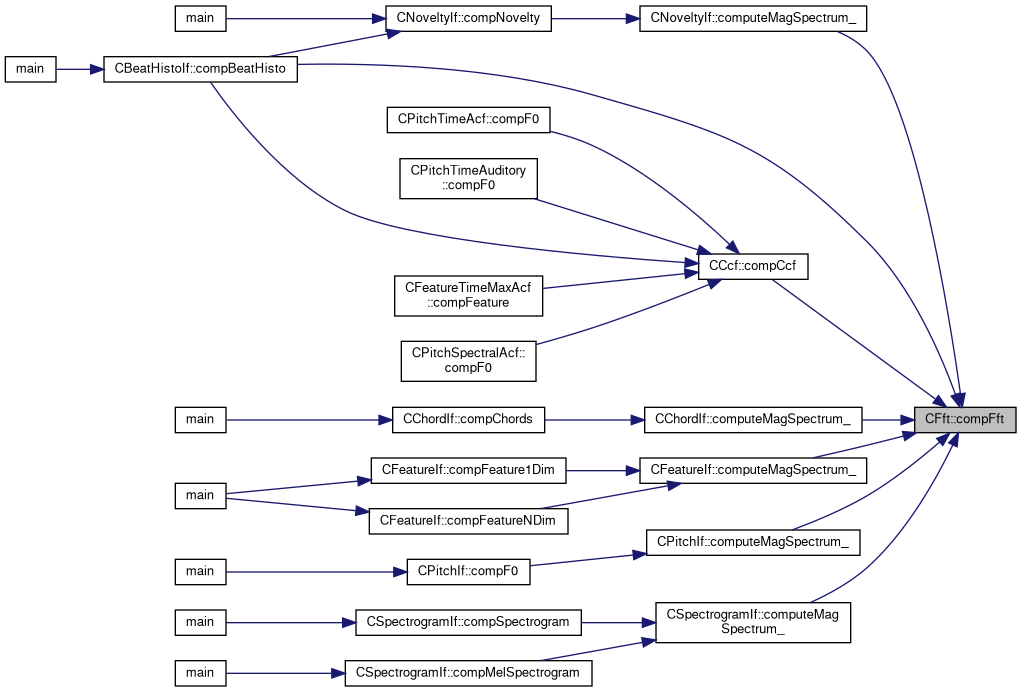 main
CNoveltyIf::compNovelty
CNoveltyIf::computeMagSpectrum_
main
CBeatHistoIf::compBeatHisto
CPitchTimeAcf::compF0
CPitchTimeAuditory
::compF0
CCcf::compCcf
CFeatureTimeMaxAcf
::compFeature
CPitchSpectralAcf::
compF0
main
CChordIf::compChords
CChordIf::computeMagSpectrum_
CFft::compFft
CFeatureIf::compFeature1Dim
CFeatureIf::computeMagSpectrum_
main
CFeatureIf::compFeatureNDim
CPitchIf::computeMagSpectrum_
main
CPitchIf::compF0
main
CSpectrogramIf::compSpectrogram
CSpectrogramIf::computeMag
Spectrum_
main
CSpectrogramIf::compMelSpectrogram